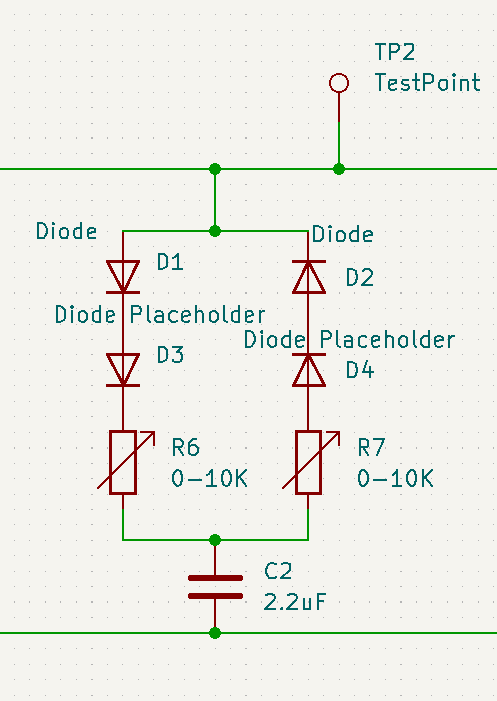 TP2
TestPoint
Diode
Diode
D1
D2
Diode Placeholder
Diode Placeholder
D3
D4
R6
0-10K
R7
0-10K
C2
2.2uF